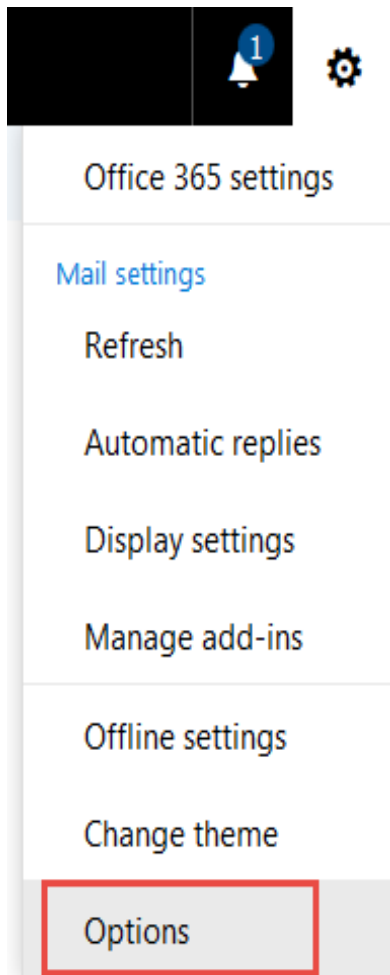 1
Office 365 settings
Mail settings
Refresh
Automatic replies
Display settings
Manage add-ins
Offline settings
Change theme
Options